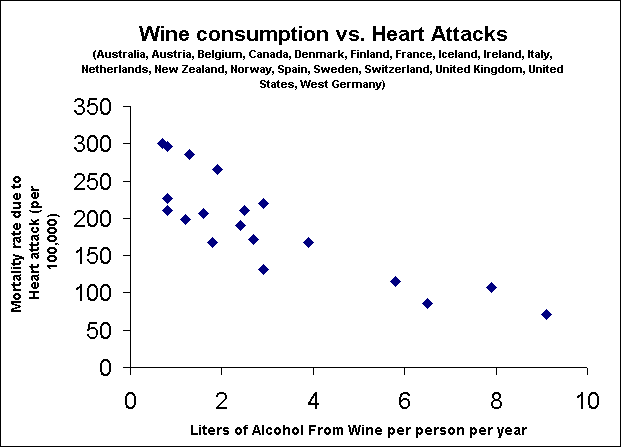 Wine consumption vs. Heart Attacks
(Australia, Austria, Belgium, Canada, Denmark, Finland, France, Iceland, Ireland, Italy,
Netherlands, New Zealand, Norway, Spain, Sweden, Switzerland, United Kingdom, United
States, West Germany)
Mortality rate due to
Heart attack (per
100,000)
350
300
250
200
150
100
50
0
0 2 4 6 8 10
Liters of Alcohol From Wine per person per year